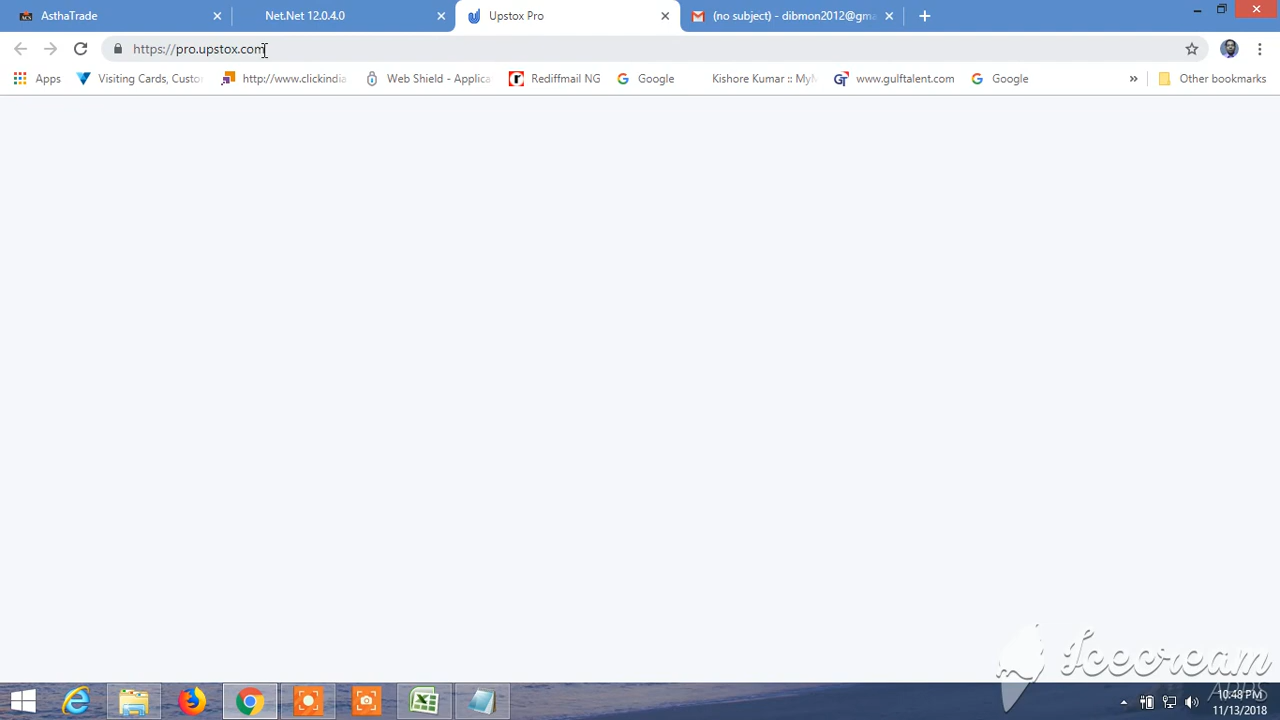 AsthaTrade
Net.Net 12.0.4.0
Upstox Pro
(no subject) - dibmon2012@gma
https://pro.upstox.com
Apps
Visiting Cards, Custo
http://www.clickindia
Web Shield - Applica
Rediffmail NG
Google
Kishore Kumar :: MyM
www.gulftalent.com
Google
»
Other bookmarks
Icecream
Apps
10:48 PM
11/13/2018